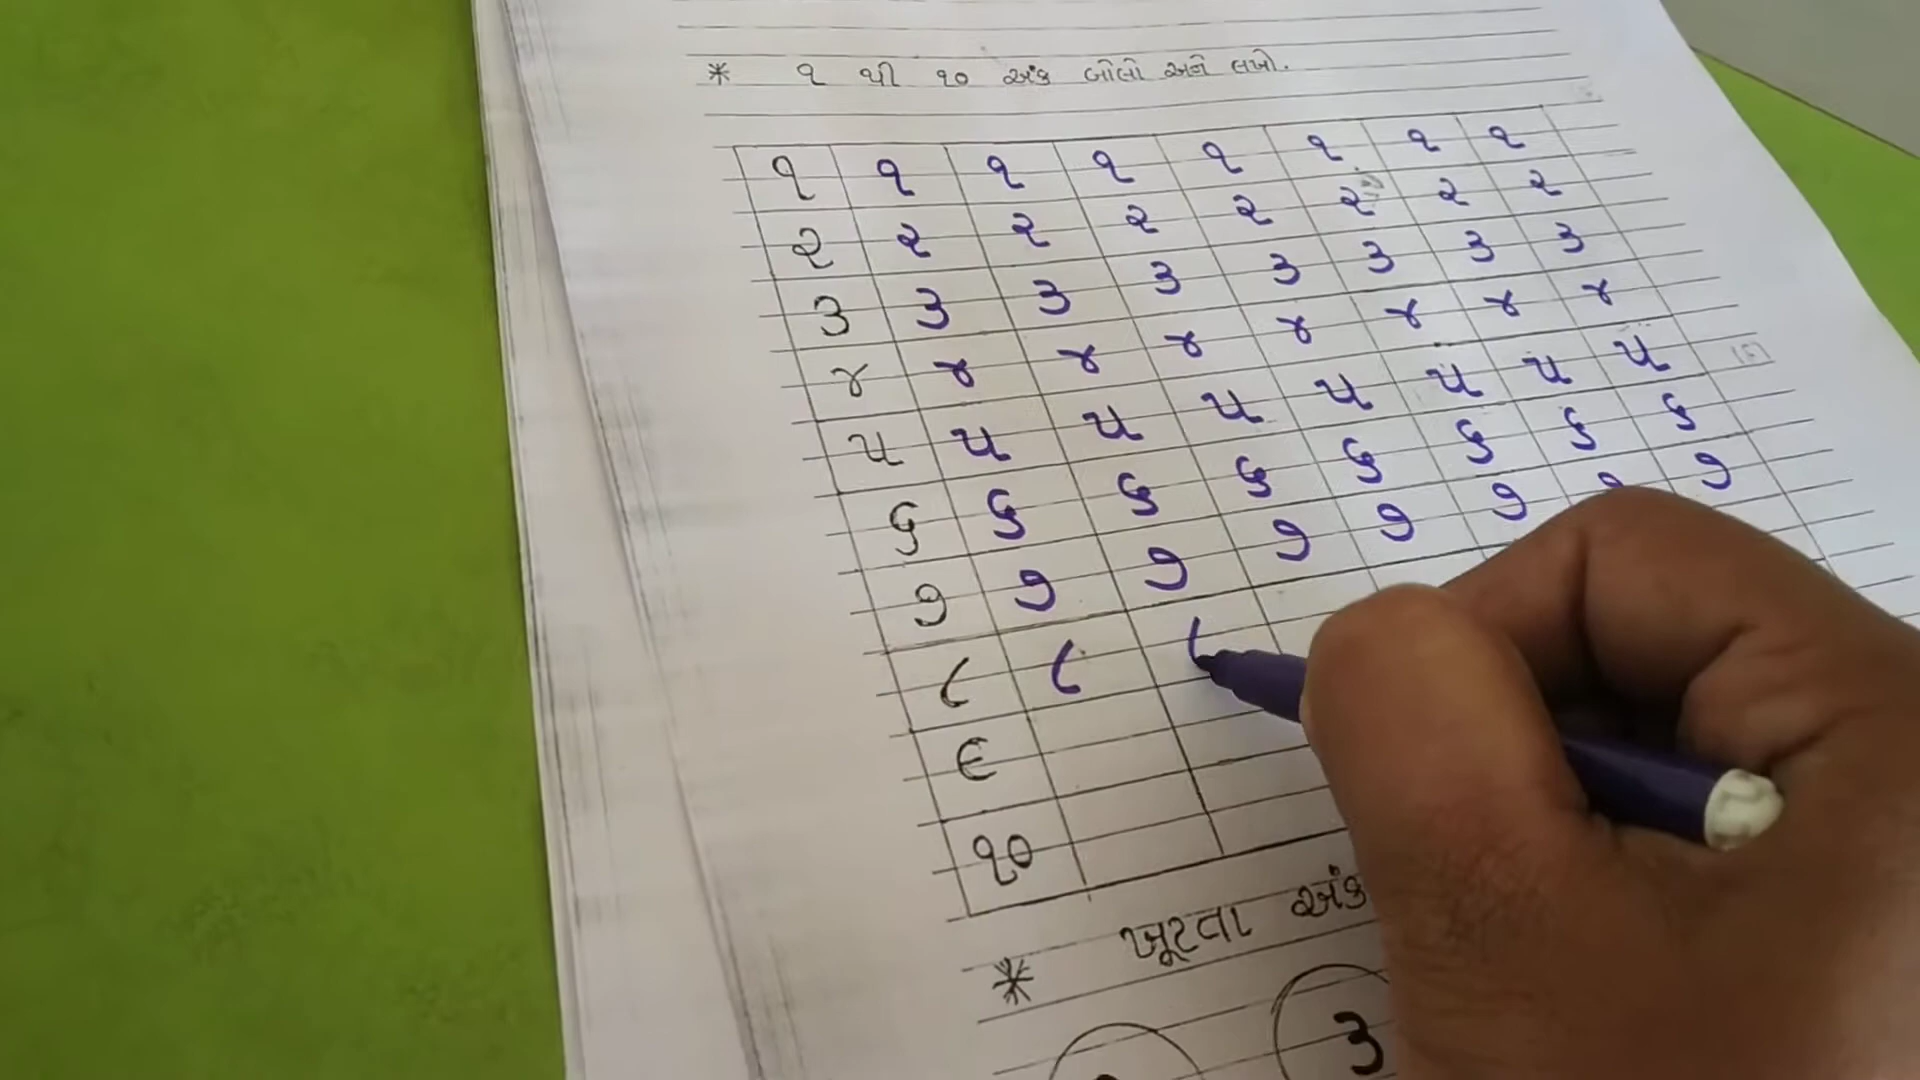 * ૧ થી ૧૦ અંક બોલો અને લખો.
૧ ૧ ૧ ૧ ૧ ૧ ૧ ૧
૨ ૨ ૨ ૨ ૨ ૨ ૨ ૨
૩ ૩ ૩ ૩ ૩ ૩ ૩ ૩
૪ ૪ ૪ ૪ ૪ ૪ ૪ ૪
૫ ૫ ૫ ૫ ૫ ૫ ૫ ૫
૬ ૬ ૬ ૬ ૬ ૬ ૬ ૬
૭ ૭ ૭ ૭ ૭ ૭ ૭
૮ ૮
૯
૧૦
* ખૂટતા અંક
૩